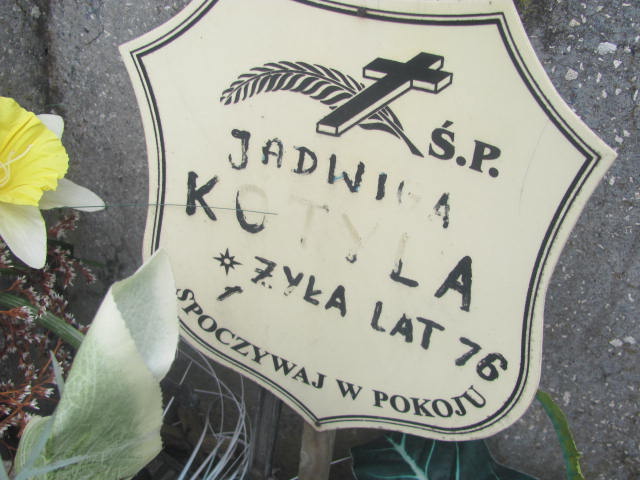 Ś.P.
JADWIGA
KOTYLA
ŻYŁA LAT 76
SPOCZYWAJ W POKOJU